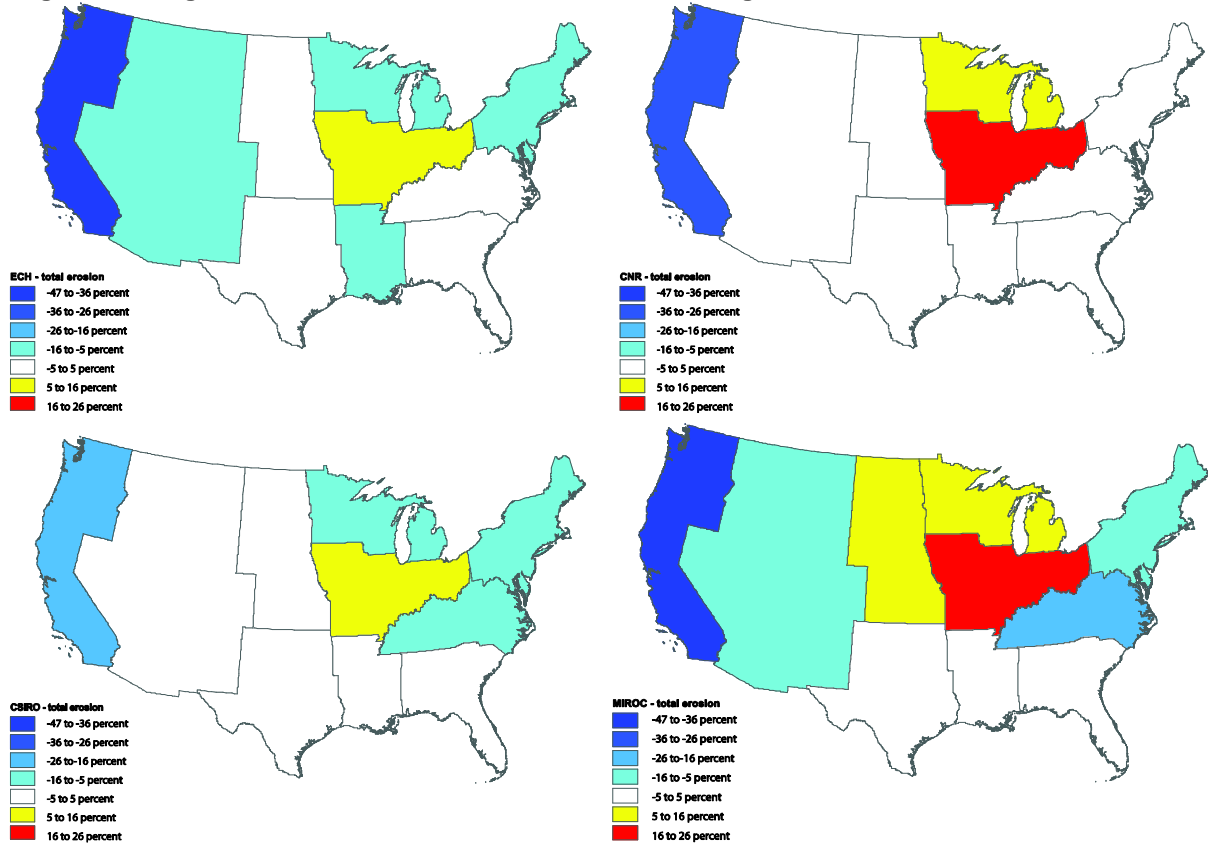 ECH - total erosion
-47 to -36 percent
-36 to -26 percent
-26 to-16 percent
-16 to -5 percent
-5 to 5 percent
5 to 16 percent
16 to 26 percent
CNR - total erosion
-47 to -36 percent
-36 to -26 percent
-26 to-16 percent
-16 to -5 percent
-5 to 5 percent
5 to 16 percent
16 to 26 percent
CSIRO - total erosion
-47 to -36 percent
-36 to -26 percent
-26 to-16 percent
-16 to -5 percent
-5 to 5 percent
5 to 16 percent
16 to 26 percent
MIROC - total erosion
-47 to -36 percent
-36 to -26 percent
-26 to-16 percent
-16 to -5 percent
-5 to 5 percent
5 to 16 percent
16 to 26 percent